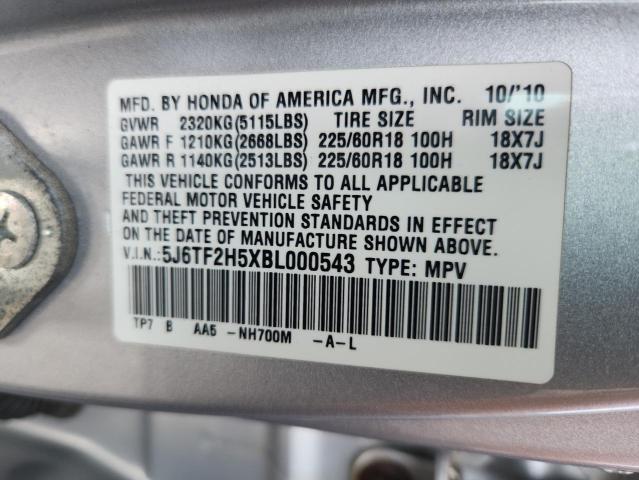 MFD. BY HONDA OF AMERICA MFG., INC. 10/'10
GVWR 2320KG(5115LBS) TIRE SIZE RIM SIZE
GAWR F 1210KG(2668LBS) 225/60R18 100H 18X7J
GAWR R 1140KG(2513LBS) 225/60R18 100H 18X7J
THIS VEHICLE CONFORMS TO ALL APPLICABLE
FEDERAL MOTOR VEHICLE SAFETY
AND THEFT PREVENTION STANDARDS IN EFFECT
ON THE DATE OF MANUFACTURE SHOWN ABOVE.
V.I.N.:5J6TF2H5XBL000543 TYPE: MPV
TP7 B AA5 -NH700M -A-L